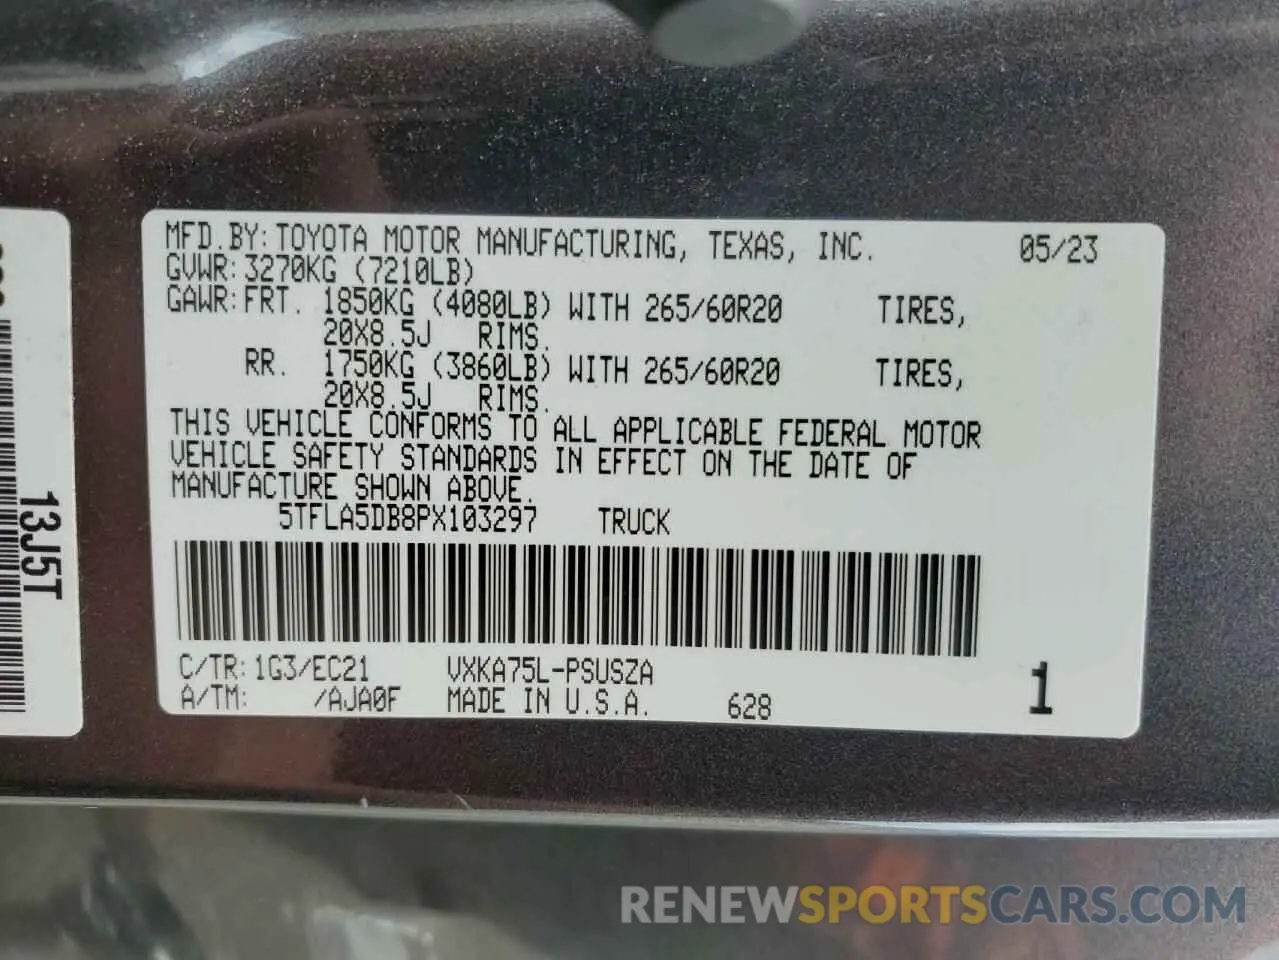 MFD.BY: TOYOTA MOTOR MANUFACTURING, TEXAS, INC. 05/23
GVWR: 3270KG (7210LB)
GAWR: FRT. 1850KG (4080LB) WITH 265/60R20 TIRES,
20X8.5J RIMS.
RR. 1750KG (3860LB) WITH 265/60R20 TIRES,
20X8.5J RIMS.
THIS VEHICLE CONFORMS TO ALL APPLICABLE FEDERAL MOTOR
VEHICLE SAFETY STANDARDS IN EFFECT ON THE DATE OF
MANUFACTURE SHOWN ABOVE.
5TFLA5DB8PX103297 TRUCK
C/TR: 1G3/EC21 VXKA75L-PSUSZA
A/TM: /AJA0F MADE IN U.S.A. 628 1
13J5T
RENEWSPORTSCARS.COM